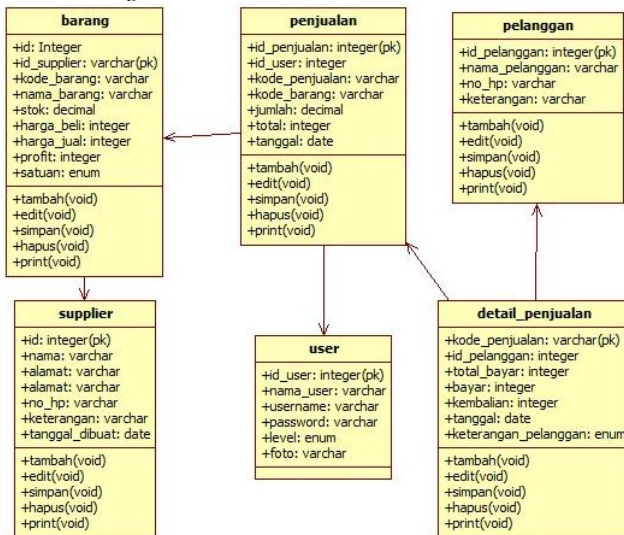 barang
+id: Integer
+id_supplier: varchar(pk)
+kode_barang: varchar
+nama_barang: varchar
+stok: decimal
+harga_beli: integer
+harga_jual: integer
+profit: integer
+satuan: enum
+tambah(void)
+edit(void)
+simpan(void)
+hapus(void)
+print(void)
penjualan
+id_penjualan: integer(pk)
+id_user: integer
+kode_penjualan: varchar
+kode_barang: varchar
+jumlah: decimal
+total: integer
+tanggal: date
+tambah(void)
+edit(void)
+simpan(void)
+hapus(void)
+print(void)
pelanggan
+id_pelanggan: integer(pk)
+nama_pelanggan: varchar
+no_hp: varchar
+keterangan: varchar
+tambah(void)
+edit(void)
+simpan(void)
+hapus(void)
+print(void)
supplier
+id: integer(pk)
+nama: varchar
+alamat: varchar
+alamat: varchar
+no_hp: varchar
+keterangan: varchar
+tanggal_dibuat: date
+tambah(void)
+edit(void)
+simpan(void)
+hapus(void)
+print(void)
user
+id_user: integer(pk)
+nama_user: varchar
+username: varchar
+password: varchar
+level: enum
+foto: varchar
detail_penjualan
+kode_penjualan: varchar(pk)
+id_pelanggan: integer
+total_bayar: integer
+bayar: integer
+kembalian: integer
+tanggal: date
+keterangan_pelanggan: enum
+tambah(void)
+edit(void)
+simpan(void)
+hapus(void)
+print(void)